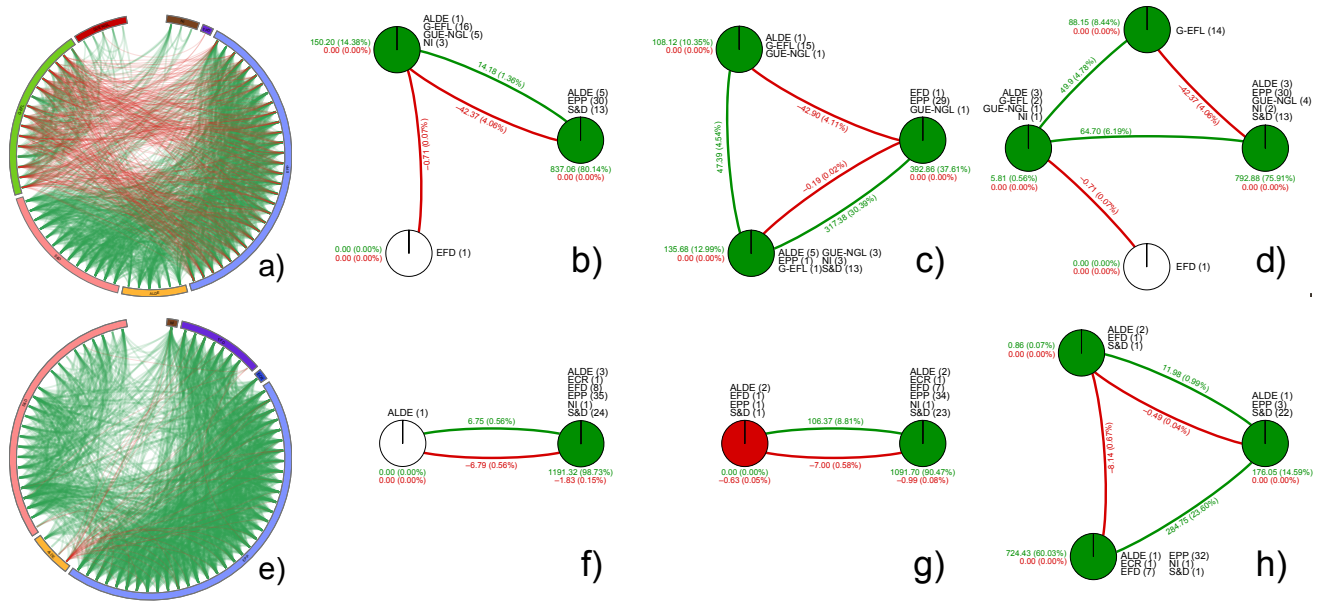 a)
ALDE (1)
G-EFL (16)
GUE-NGL (5)
NI (3)
150.20 (14.38%)
0.00 (0.00%)
14.18 (1.36%)
−42.37 (4.06%)
−0.71 (0.07%)
ALDE (5)
EPP (30)
S&D (13)
837.06 (80.14%)
0.00 (0.00%)
0.00 (0.00%)
0.00 (0.00%)
EFD (1)
b)
108.12 (10.35%)
0.00 (0.00%)
ALDE (1)
G-EFL (15)
GUE-NGL (1)
−42.90 (4.11%)
47.39 (4.54%)
EFD (1)
EPP (29)
GUE-NGL (1)
392.86 (37.61%)
0.00 (0.00%)
−0.19 (0.02%)
317.38 (30.39%)
135.68 (12.99%)
0.00 (0.00%)
ALDE (5) GUE-NGL (3)
EPP (1) NI (3)
G-EFL (1) S&D (13)
c)
88.15 (8.44%)
0.00 (0.00%)
G-EFL (14)
49.9 (4.78%)
−42.37 (4.06%)
ALDE (3)
G-EFL (2)
GUE-NGL (1)
NI (1)
5.81 (0.56%)
0.00 (0.00%)
64.70 (6.19%)
ALDE (3)
EPP (30)
GUE-NGL (4)
NI (2)
S&D (13)
792.88 (75.91%)
0.00 (0.00%)
−0.71 (0.07%)
0.00 (0.00%)
0.00 (0.00%)
EFD (1)
d)
e)
ALDE (1)
0.00 (0.00%)
0.00 (0.00%)
6.75 (0.56%)
−6.79 (0.56%)
ALDE (3)
ECR (1)
EFD (8)
EPP (35)
NI (1)
S&D (24)
1191.32 (98.73%)
−1.83 (0.15%)
f)
ALDE (2)
EFD (1)
EPP (1)
S&D (1)
0.00 (0.00%)
−0.63 (0.05%)
106.37 (8.81%)
−7.00 (0.58%)
ALDE (2)
ECR (1)
EFD (7)
EPP (34)
NI (1)
S&D (23)
1091.70 (90.47%)
−0.99 (0.08%)
g)
ALDE (2)
EFD (1)
S&D (1)
0.86 (0.07%)
0.00 (0.00%)
11.98 (0.99%)
−0.49 (0.04%)
−8.14 (0.67%)
ALDE (1)
EPP (3)
S&D (22)
176.05 (14.59%)
0.00 (0.00%)
284.75 (23.60%)
724.43 (60.03%)
0.00 (0.00%)
ALDE (1) EPP (32)
ECR (1) NI (1)
EFD (7) S&D (1)
h)